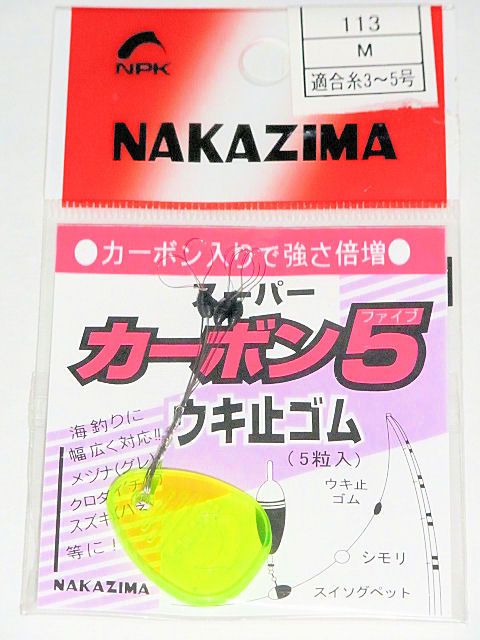 113
M
適合糸3～5号
NPK
NAKAZIMA
●カーボン入りで強さ倍増●
スーパー
カーボン5
ファイブ
ウキ止ゴム
(5粒入)
海釣りに
幅広く対応!!
メジナ(グレ)
クロダイ(チ
スズキ(ハネ
等に!
ウキ止
ゴム
シモリ
スイソグペット
NAKAZIMA